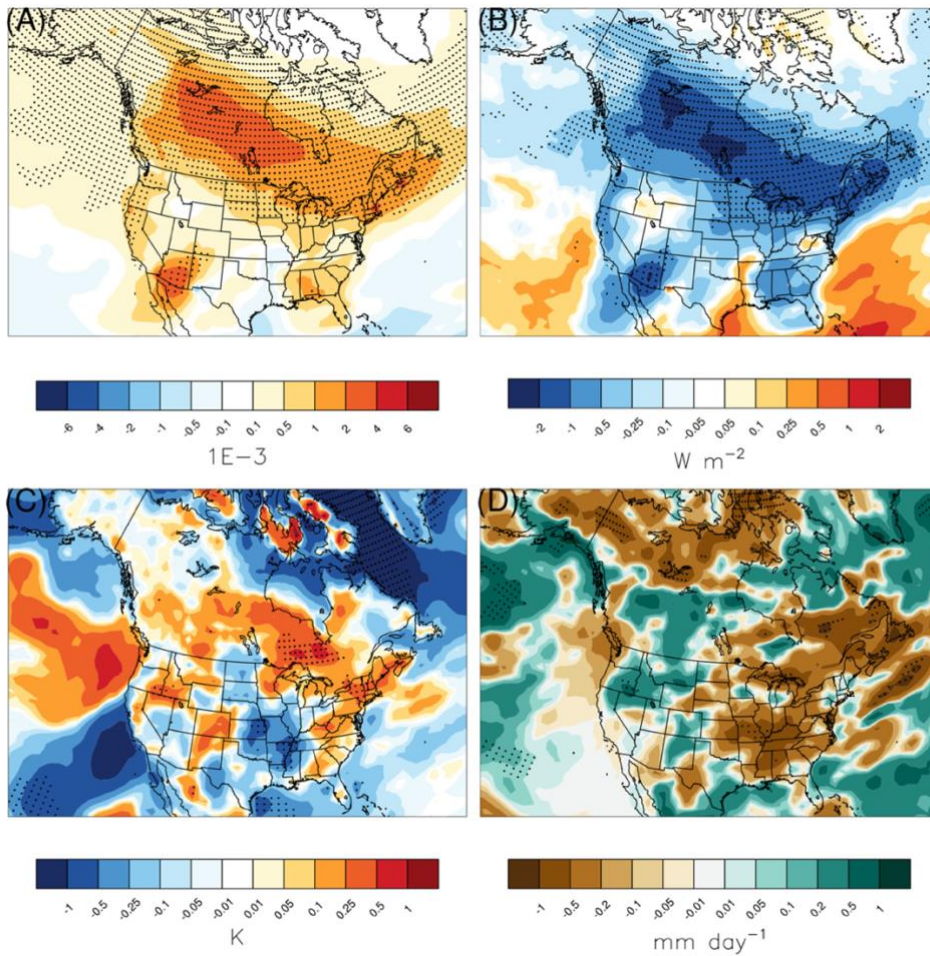 (A)
(B)
-6 -4 -2 -1 -0.5 -0.1 0.1 0.5 1 2 4 6
1E-3
-2 -1 -0.5 -0.25 -0.1 -0.05 0.05 0.1 0.25 0.5 1 2
W m⁻²
(C)
(D)
-1 -0.5 -0.25 -0.1 -0.05 -0.01 0.01 0.05 0.1 0.25 0.5 1
K
-1 -0.5 -0.2 -0.1 -0.05 -0.01 0.01 0.05 0.1 0.2 0.5 1
mm day⁻¹